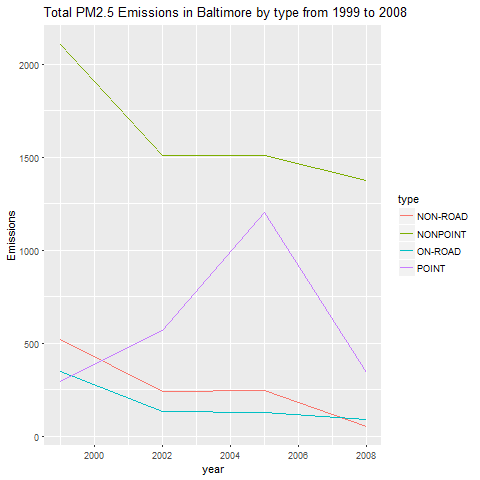 Total PM2.5 Emissions in Baltimore by type from 1999 to 2008
Emissions
2000
1500
1000
500
0
2000
2002
2004
2006
2008
year
type
NON-ROAD
NONPOINT
ON-ROAD
POINT